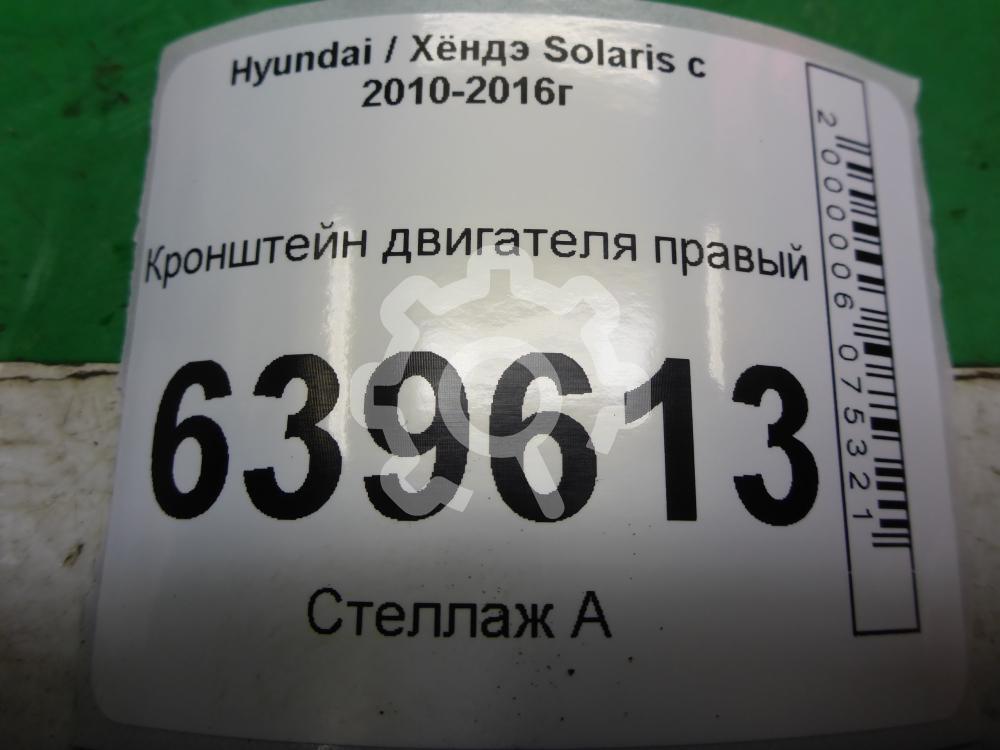 Hyundai / Хёндэ Solaris с
2010-2016г
Кронштейн двигателя правый
639613
Стеллаж А
2000006075321